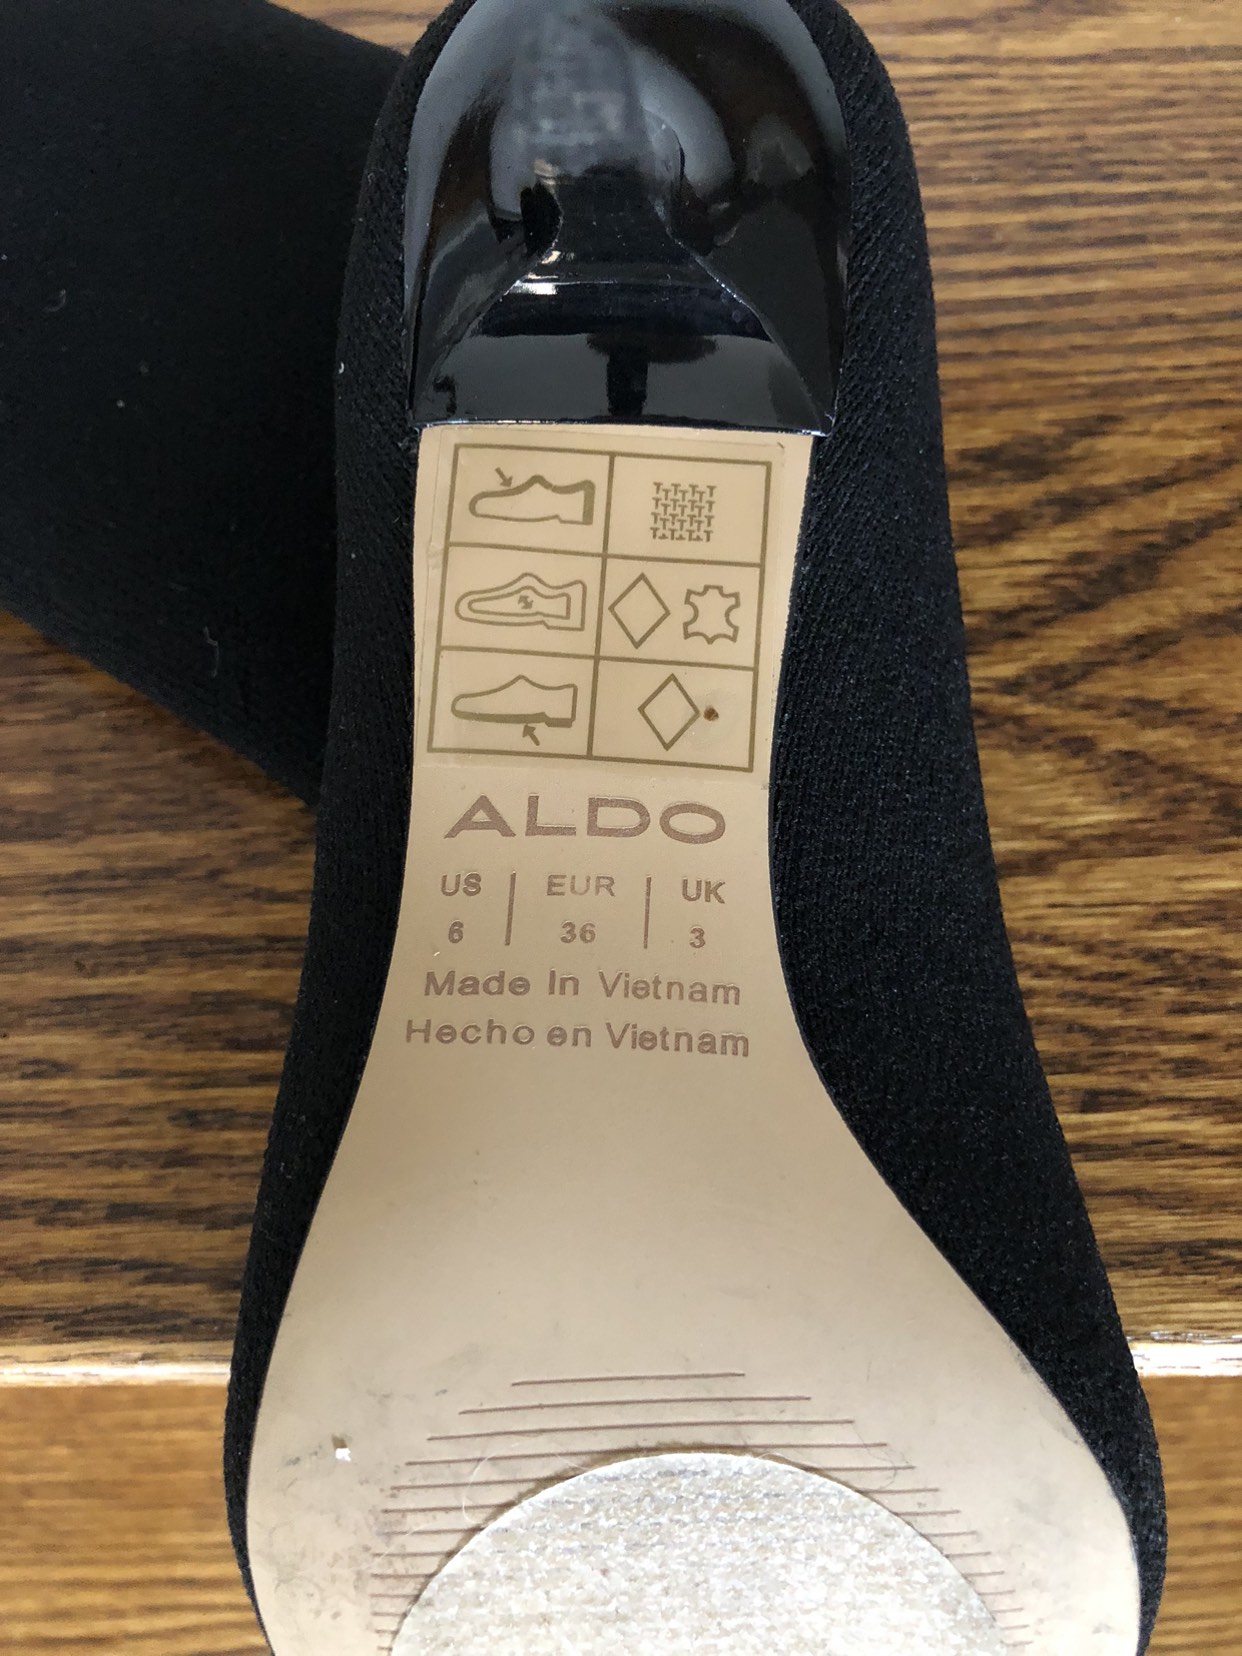 ALDO
US | EUR | UK
6 | 36 | 3
Made In Vietnam
Hecho en Vietnam